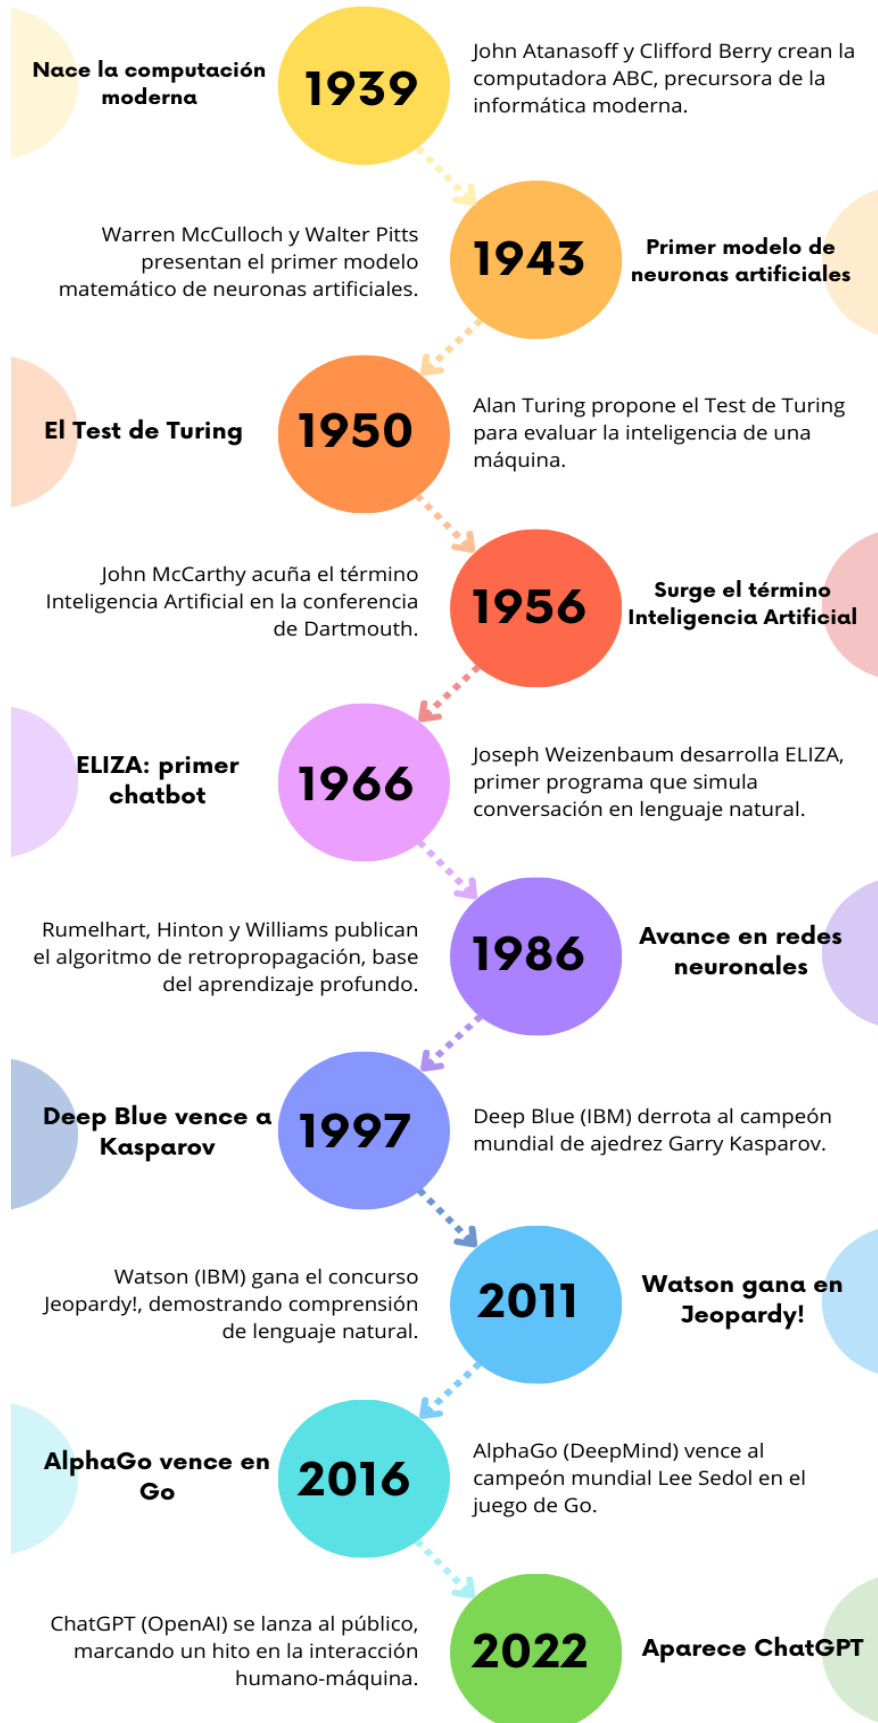 Nace la computación
moderna
1939
John Atanasoff y Clifford Berry crean la
computadora ABC, precursora de la
informática moderna.
Warren McCulloch y Walter Pitts
presentan el primer modelo
matemático de neuronas artificiales.
1943
Primer modelo de
neuronas artificiales
El Test de Turing
1950
Alan Turing propone el Test de Turing
para evaluar la inteligencia de una
máquina.
John McCarthy acuña el término
Inteligencia Artificial en la conferencia
de Dartmouth.
1956
Surge el término
Inteligencia Artificial
ELIZA: primer
chatbot
1966
Joseph Weizenbaum desarrolla ELIZA,
primer programa que simula
conversación en lenguaje natural.
Rumelhart, Hinton y Williams publican
el algoritmo de retropropagación, base
del aprendizaje profundo.
1986
Avance en redes
neuronales
Deep Blue vence a
Kasparov
1997
Deep Blue (IBM) derrota al campeón
mundial de ajedrez Garry Kasparov.
Watson (IBM) gana el concurso
Jeopardy!, demostrando comprensión
de lenguaje natural.
2011
Watson gana en
Jeopardy!
AlphaGo vence en
Go
2016
AlphaGo (DeepMind) vence al
campeón mundial Lee Sedol en el
juego de Go.
ChatGPT (OpenAI) se lanza al público,
marcando un hito en la interacción
humano-máquina.
2022
Aparece ChatGPT